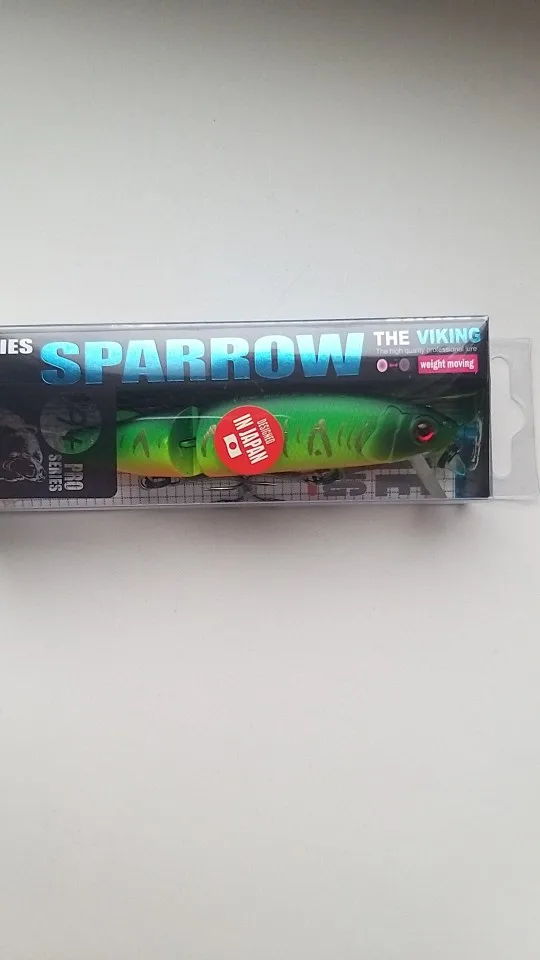 IES
SPARROW
THE VIKING
The high quality professional lure
weight moving
DESIGNED
IN JAPAN
PRO
SERIES